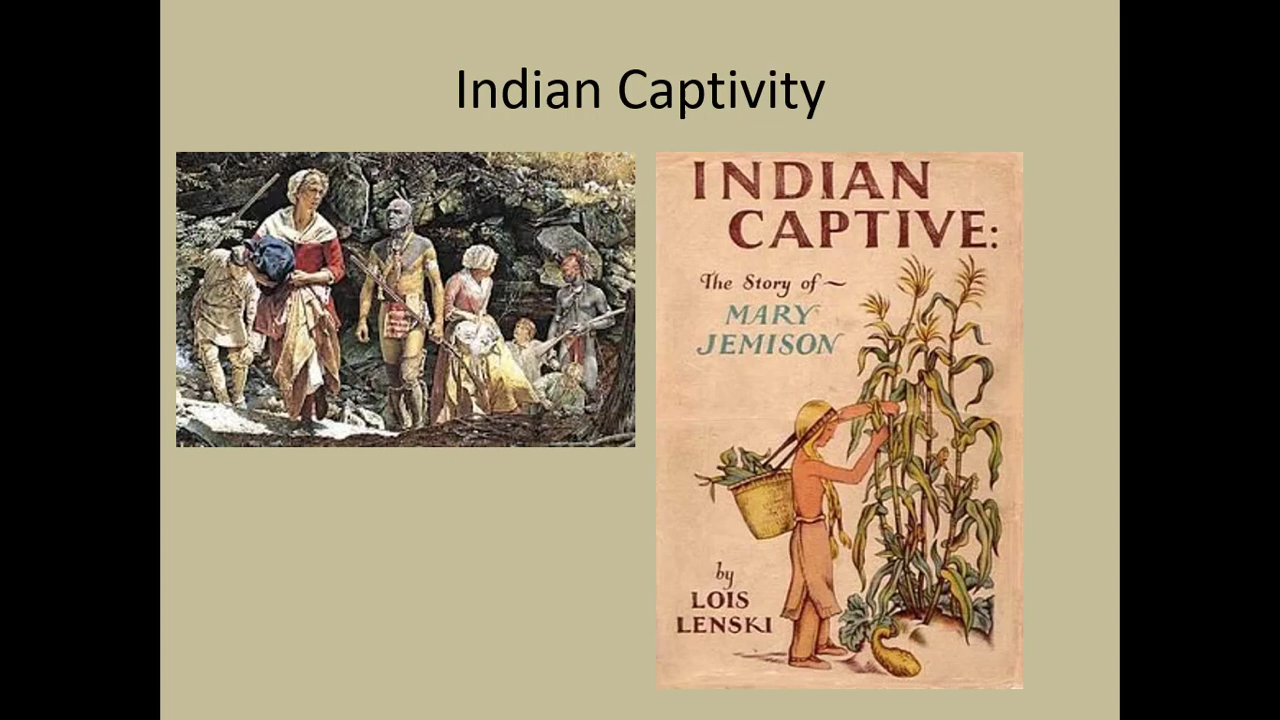 Indian Captivity
INDIAN
CAPTIVE:
The Story of ~
MARY
JEMISON
by
LOIS
LENSKI